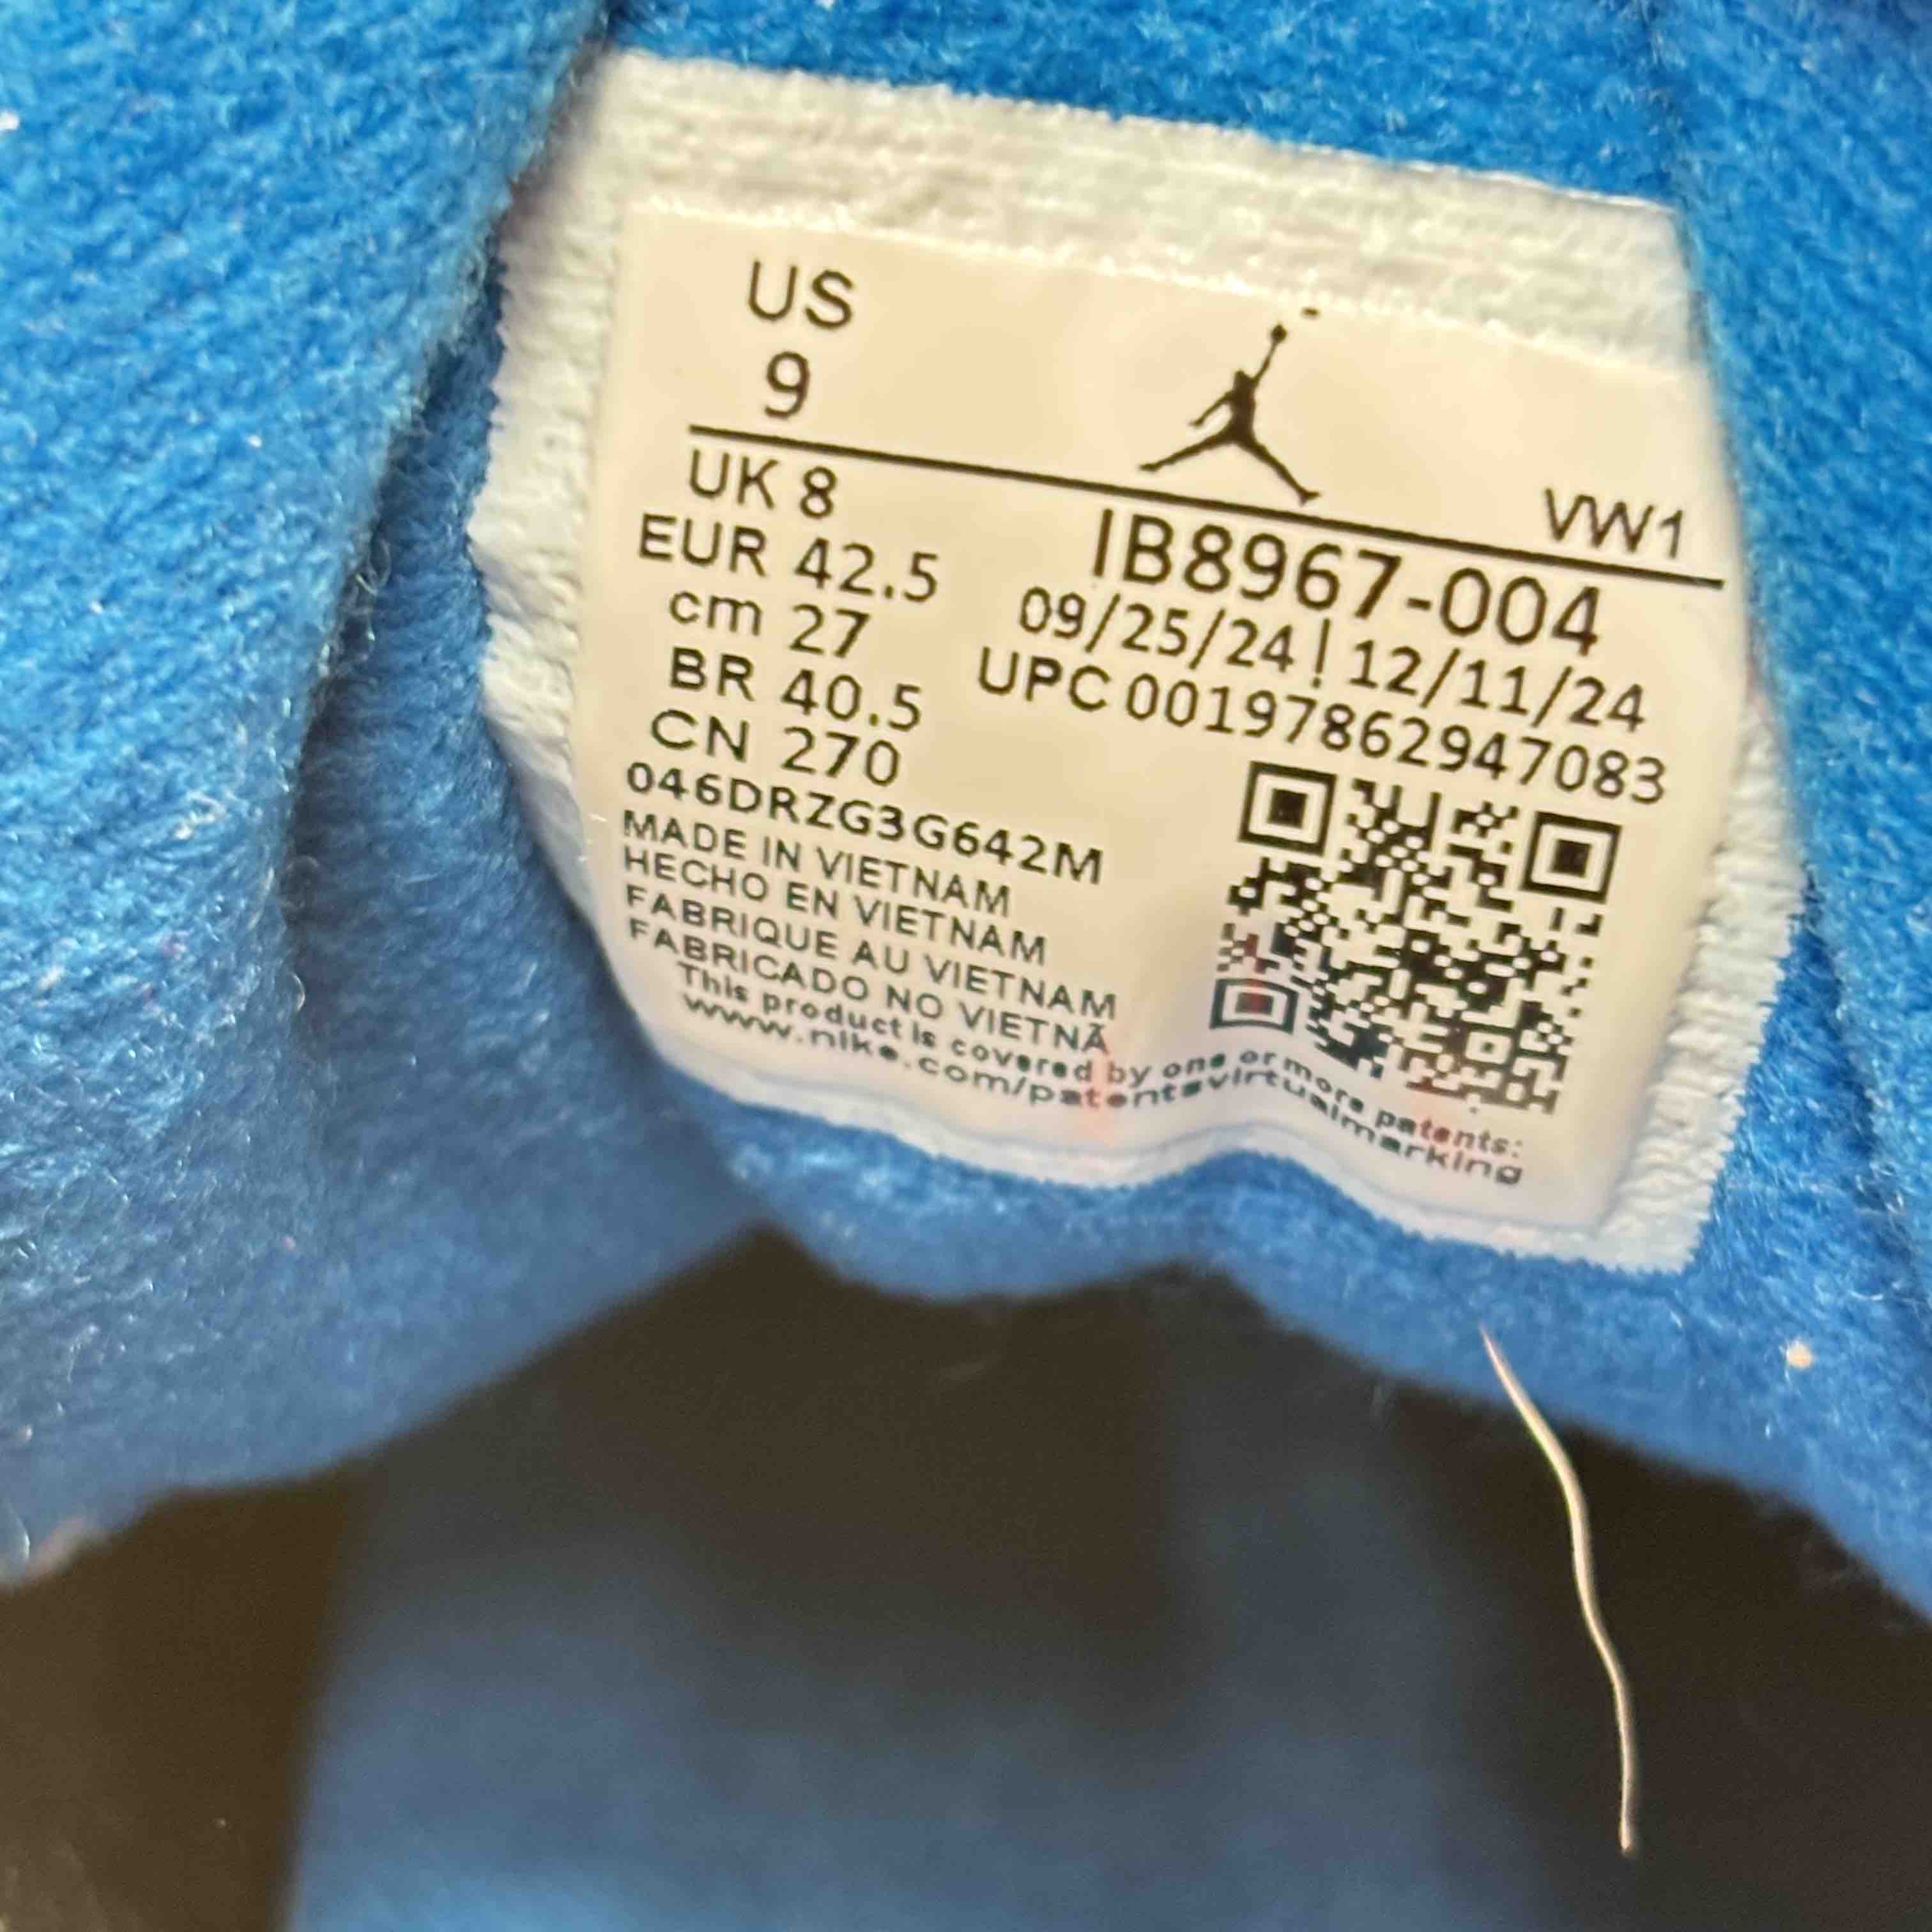 US
9
VW1
UK 8
IB8967-004
EUR 42.5
09/25/24 | 12/11/24
cm 27
UPC 00197862947083
BR 40.5
CN 270
046DRZG3G642M
MADE IN VIETNAM
HECHO EN VIETNAM
FABRIQUE AU VIETNAM
FABRICADO NO VIETNÃ
This product is covered by one or more patents:
www.nike.com/patentsvirtualmarking